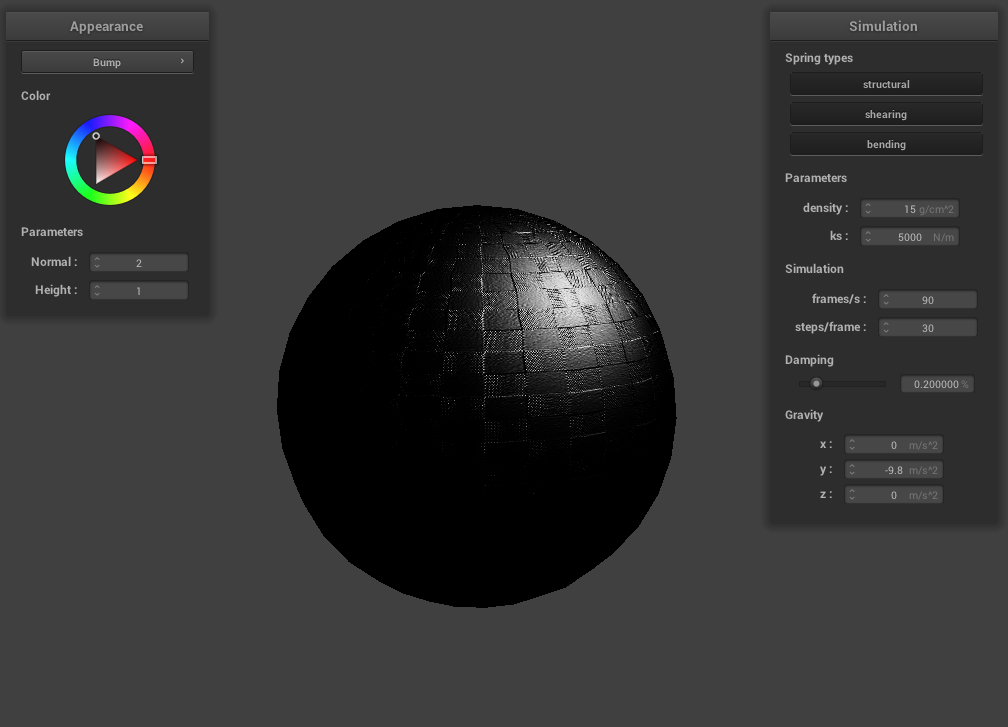 Appearance
Bump
Color
Parameters
Normal : 2
Height : 1
Simulation
Spring types
structural
shearing
bending
Parameters
density : 15 g/cm^2
ks : 5000 N/m
Simulation
frames/s : 90
steps/frame : 30
Damping
0.200000 %
Gravity
x : 0 m/s^2
y : -9.8 m/s^2
z : 0 m/s^2